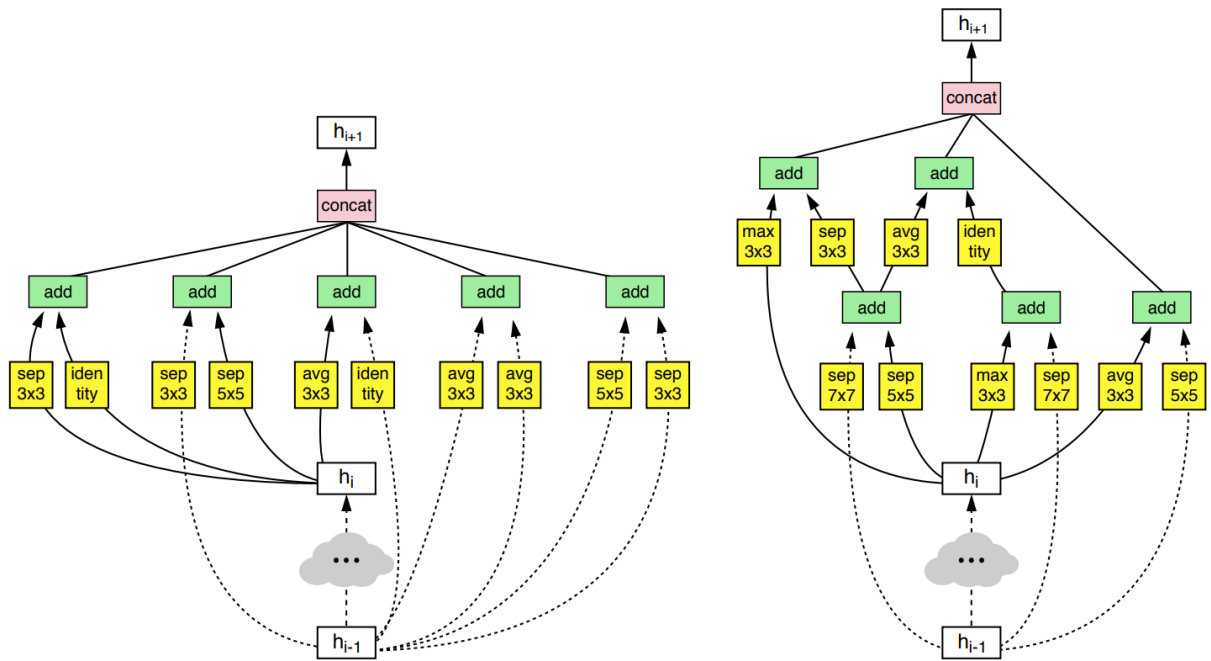 h_{i+1}
concat
add add add add add
sep 3x3 iden tity sep 3x3 sep 5x5 avg 3x3 iden tity avg 3x3 avg 3x3 sep 5x5 sep 3x3
h_i
...
h_{i-1}
h_{i+1}
concat
add add
max 3x3 sep 3x3 avg 3x3 iden tity
add add add
sep 7x7 sep 5x5 max 3x3 sep 7x7 avg 3x3 sep 5x5
h_i
...
h_{i-1}